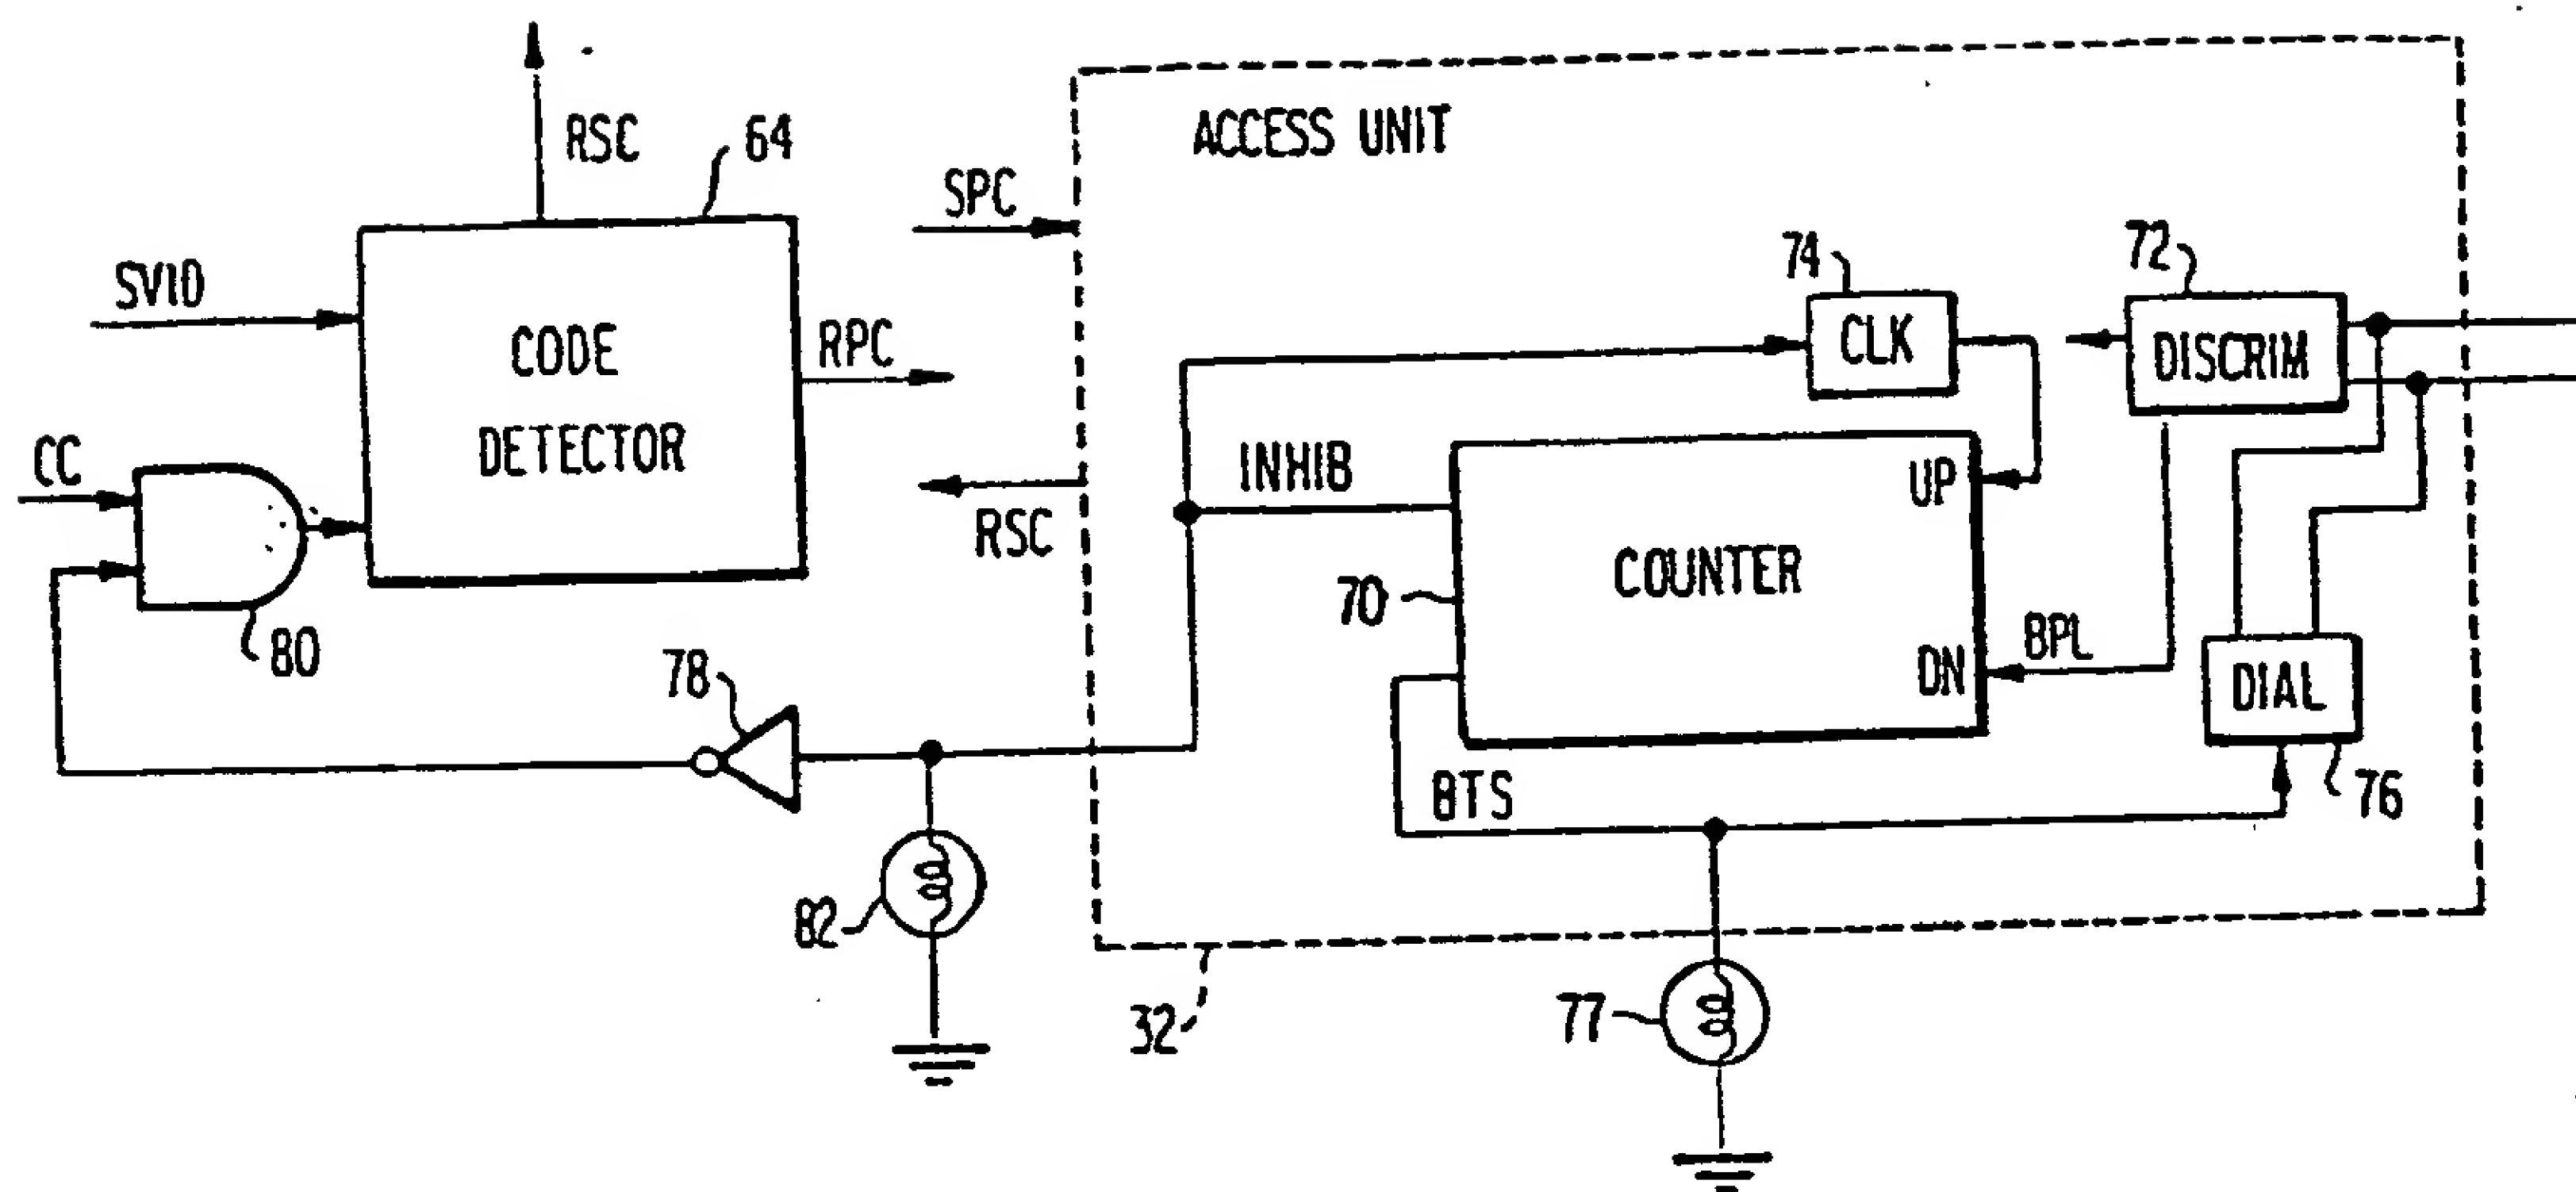 RSC
64
SVIO
CODE
DETECTOR
RPC
CC
80
78
82
SPC
RSC
ACCESS UNIT
74
CLK
72
DISCRIM
INHIB
UP
COUNTER
70
DN
BPL
DIAL
76
BTS
77
32